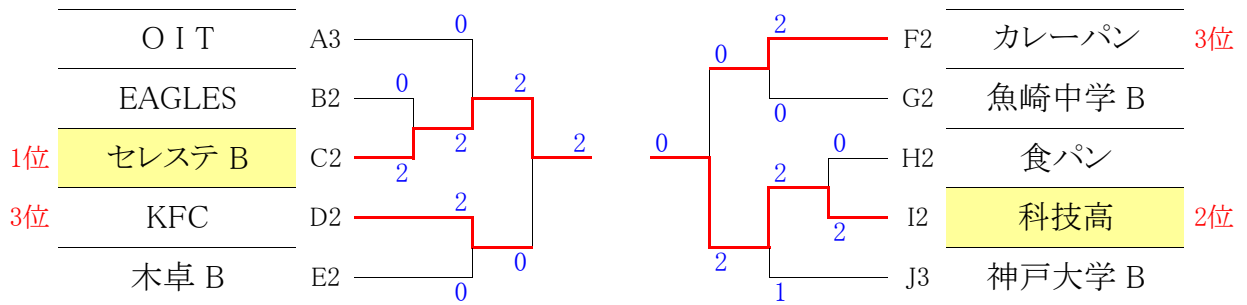 0 2
OIT A3 F2 カレーパン 3位
0 0
EAGLES B2 2 G2 魚崎中学 B
0
1位 セレステ B C2 2 2 0 0 H2 食パン
2 2
3位 KFC D2 2 I2 科技高 2位
2
0 2
木卓 B E2 0 1 J3 神戸大学 B